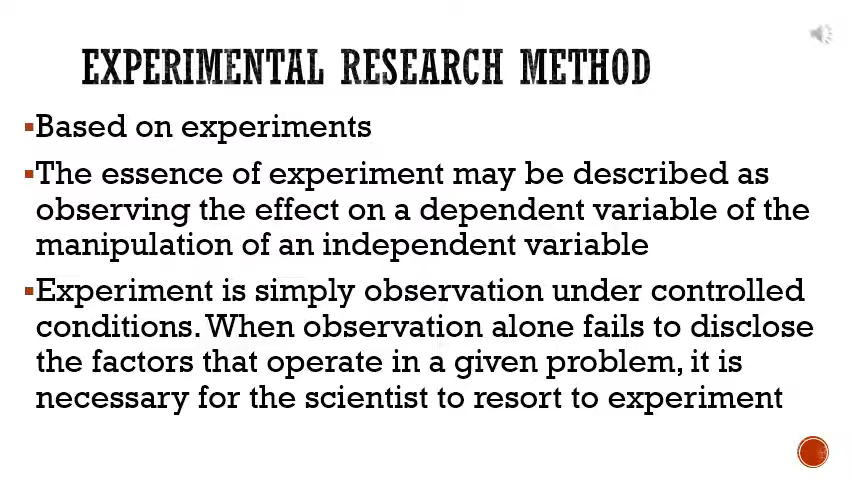 EXPERIMENTAL RESEARCH METHOD
▪Based on experiments
▪The essence of experiment may be described as
observing the effect on a dependent variable of the
manipulation of an independent variable
▪Experiment is simply observation under controlled
conditions. When observation alone fails to disclose
the factors that operate in a given problem, it is
necessary for the scientist to resort to experiment